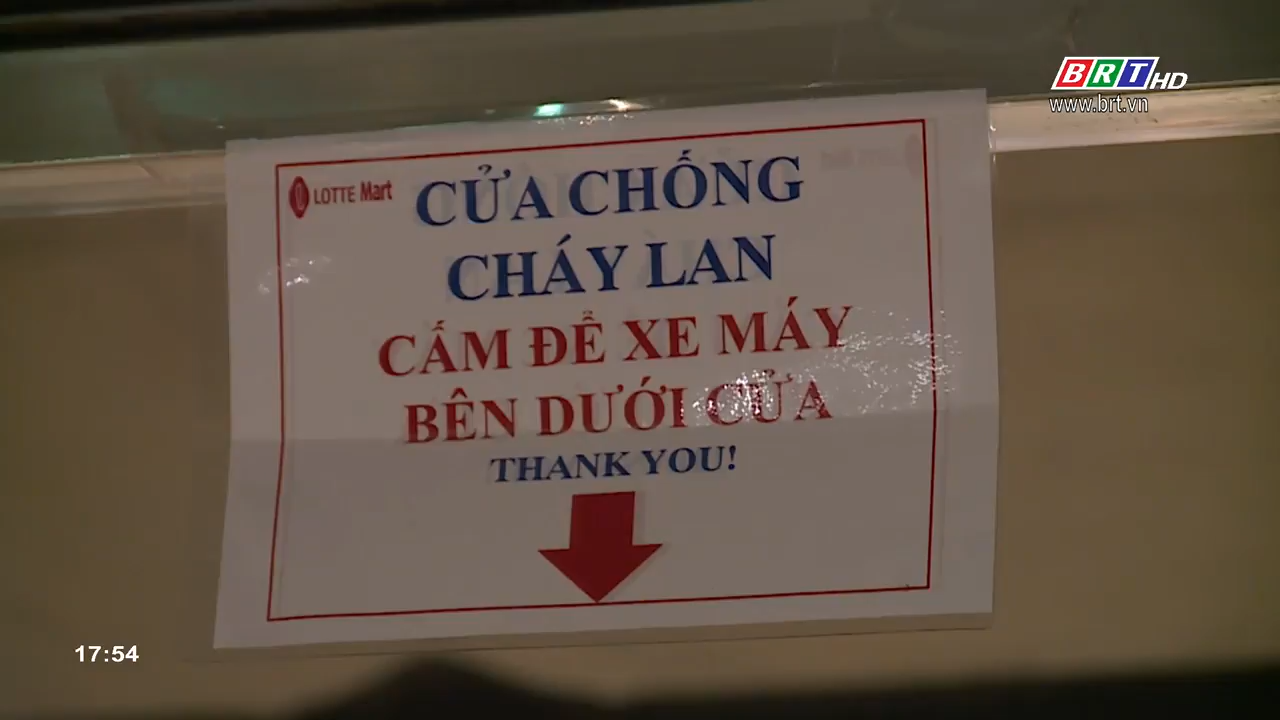 BRT HD
www.brt.vn
LOTTE Mart
CỬA CHỐNG
CHÁY LAN
CẤM ĐỂ XE MÁY
BÊN DƯỚI CỬA
THANK YOU!
17:54